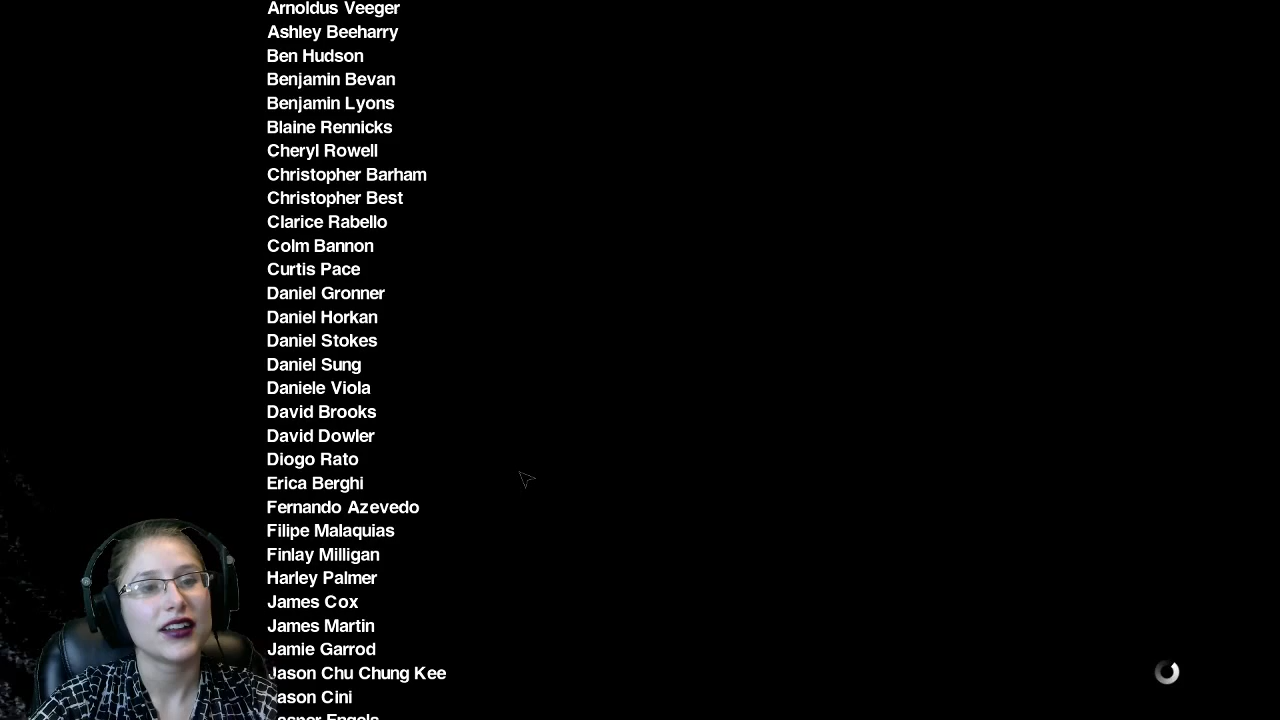 Arnoldus Veeger
Ashley Beeharry
Ben Hudson
Benjamin Bevan
Benjamin Lyons
Blaine Rennicks
Cheryl Rowell
Christopher Barham
Christopher Best
Clarice Rabello
Colm Bannon
Curtis Pace
Daniel Gronner
Daniel Horkan
Daniel Stokes
Daniel Sung
Daniele Viola
David Brooks
David Dowler
Diogo Rato
Erica Berghi
Fernando Azevedo
Filipe Malaquias
Finlay Milligan
Harley Palmer
James Cox
James Martin
Jamie Garrod
Jason Chu Chung Kee
Jason Cini